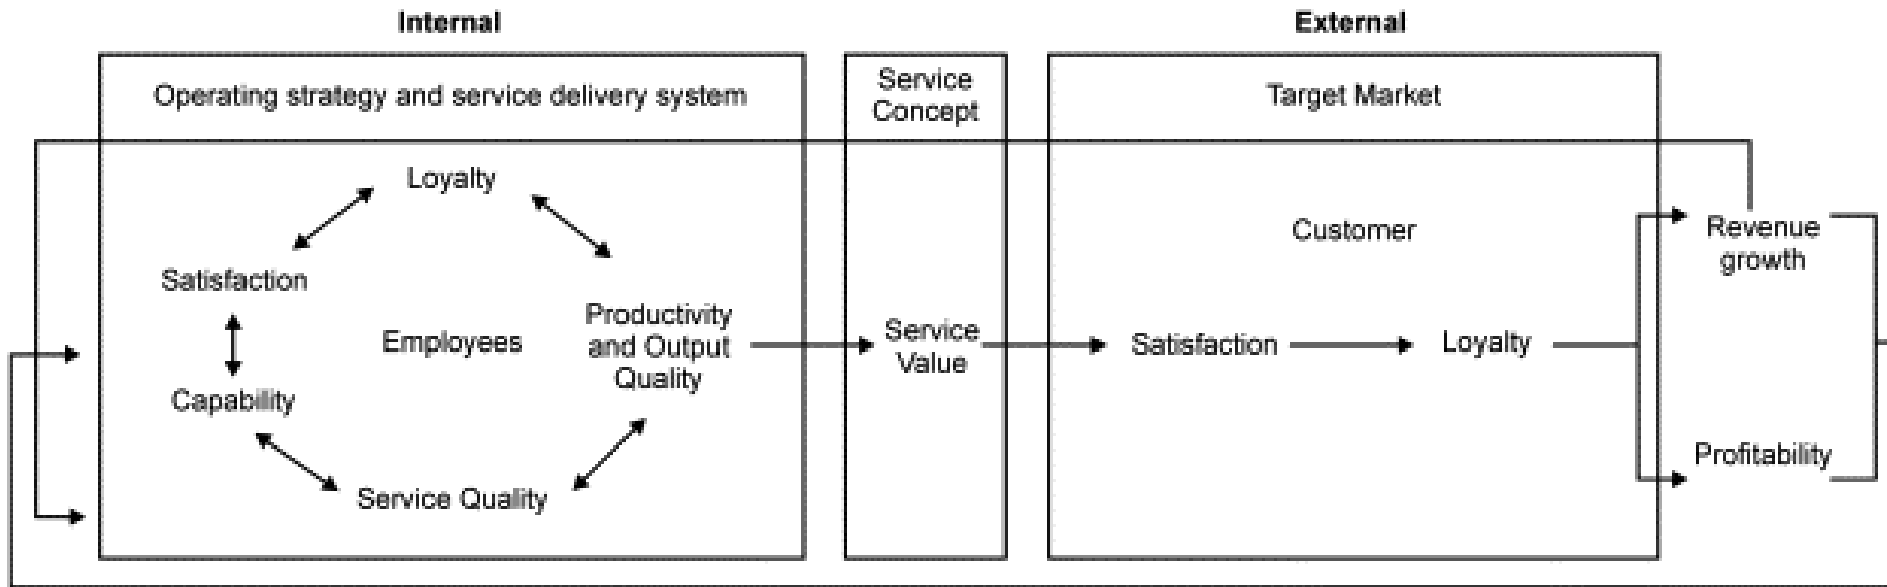 Internal
External
Operating strategy and service delivery system
Service
Concept
Target Market
Loyalty
Satisfaction
Employees
Productivity
and Output
Quality
Capability
Service Quality
Service
Value
Customer
Satisfaction
Loyalty
Revenue
growth
Profitability